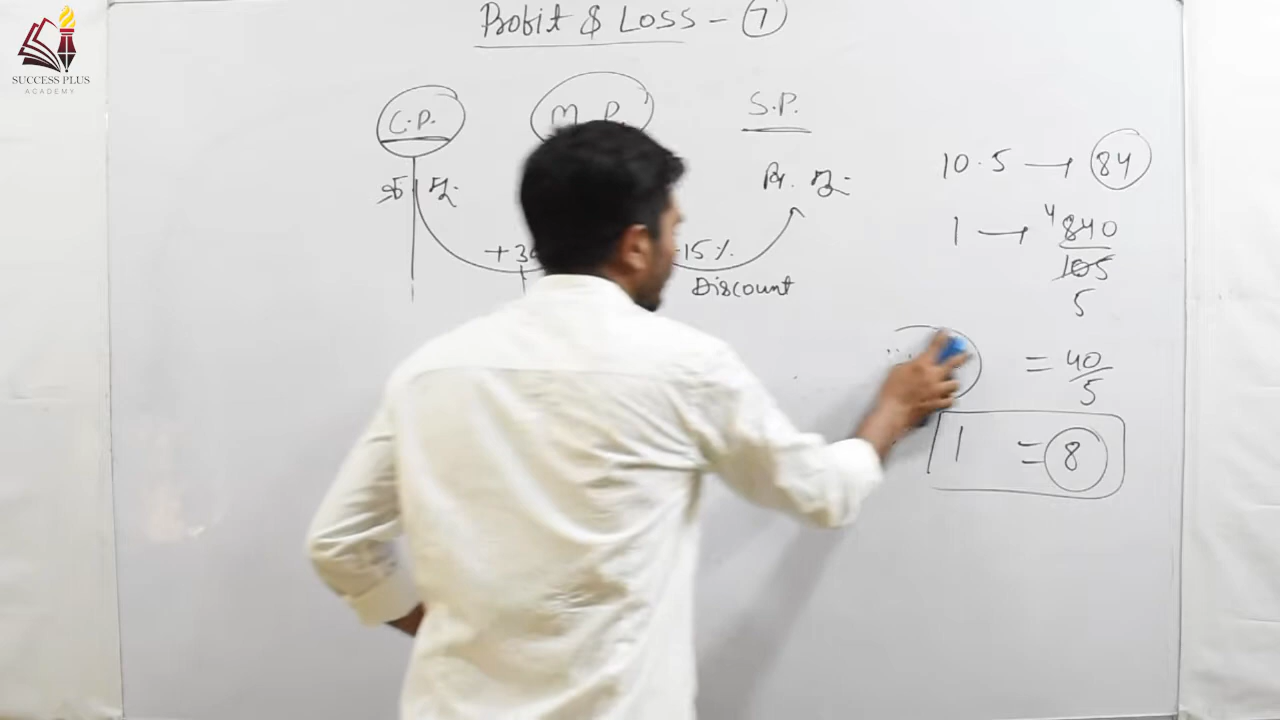 SUCCESS PLUS
ACADEMY
Profit & Loss - 7
C.P.
M.P.
S.P.
+30
-15%
Discount
10.5 → 84
1 → 4 840
105
5
= 40
5
1 = 8